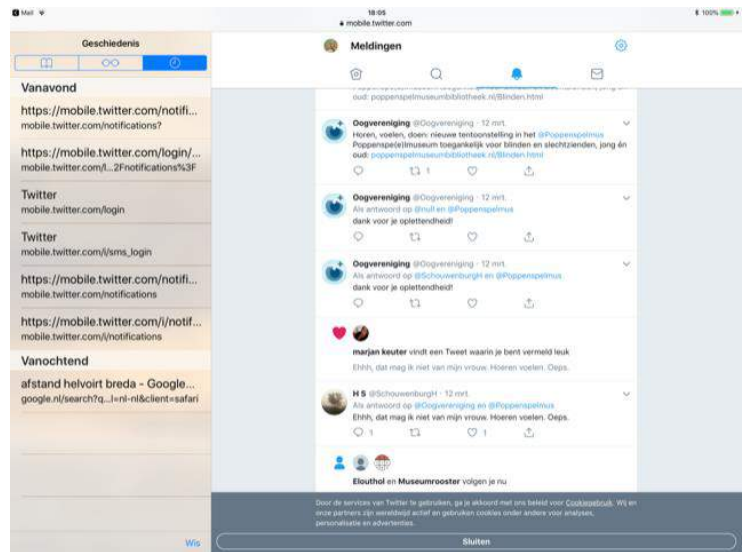 Mail
18:05
100%
mobile.twitter.com
Geschiedenis
Vanavond
https://mobile.twitter.com/notifi...
mobile.twitter.com/notifications?
https://mobile.twitter.com/login/...
mobile.twitter.com/l...2Fnotifications%3F
Twitter
mobile.twitter.com/login
Twitter
mobile.twitter.com/i/sms_login
https://mobile.twitter.com/notifi...
mobile.twitter.com/notifications
https://mobile.twitter.com/i/notif...
mobile.twitter.com/i/notifications
Vanochtend
afstand helvoirt breda - Google...
google.nl/search?q...l=nl-nl&client=safari
Wis
Meldingen
oud: poppenspelmuseumbibliotheek.nl/Blinden.html
Oogvereniging @Oogvereniging · 12 mrt.
Horen, voelen, doen: nieuwe tentoonstelling in het @Poppenspelmus
Poppenspe(e)lmuseum toegankelijk voor blinden en slechtzienden, jong én
oud: poppenspelmuseumbibliotheek.nl/Blinden.html
1
Oogvereniging @Oogvereniging · 12 mrt.
Als antwoord op @null en @Poppenspelmus
dank voor je oplettendheid!
Oogvereniging @Oogvereniging · 12 mrt.
Als antwoord op @SchouwenburgH en @Poppenspelmus
dank voor je oplettendheid!
marjan keuter vindt een Tweet waarin je bent vermeld leuk
Ehhh, dat mag ik niet van mijn vrouw. Hoeren voelen. Oeps.
H S @SchouwenburgH · 12 mrt.
Als antwoord op @Oogvereniging en @Poppenspelmus
Ehhh, dat mag ik niet van mijn vrouw. Hoeren voelen. Oeps.
1 1
Elouthol en Museumrooster volgen je nu
Door de services van Twitter te gebruiken, ga je akkoord met ons beleid voor Cookiegebruik. Wij en
onze partners zijn wereldwijd actief en gebruiken cookies onder andere voor analyses,
personalisatie en advertenties.
Sluiten